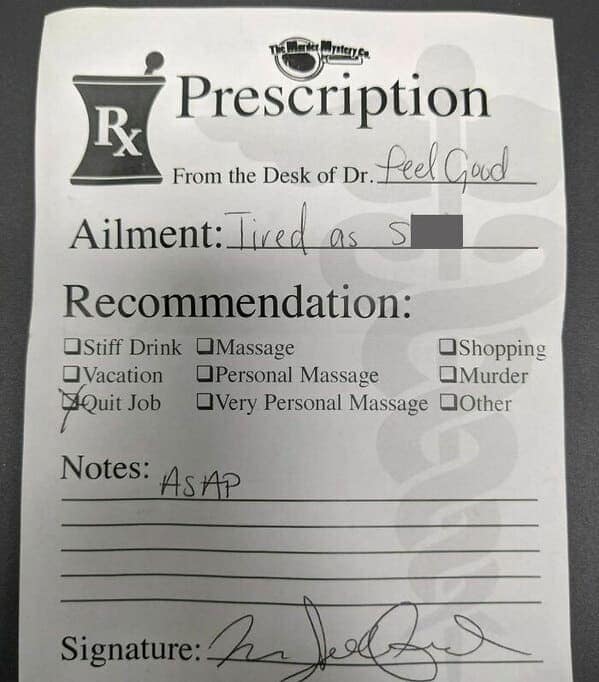 The Murder Mystery Co.
Rx
Prescription
From the Desk of Dr. feel Good
Ailment: Tired as S
Recommendation:
☐Stiff Drink ☐Massage ☐Shopping
☐Vacation ☐Personal Massage ☐Murder
☒Quit Job ☐Very Personal Massage ☐Other
Notes: ASAP
Signature: